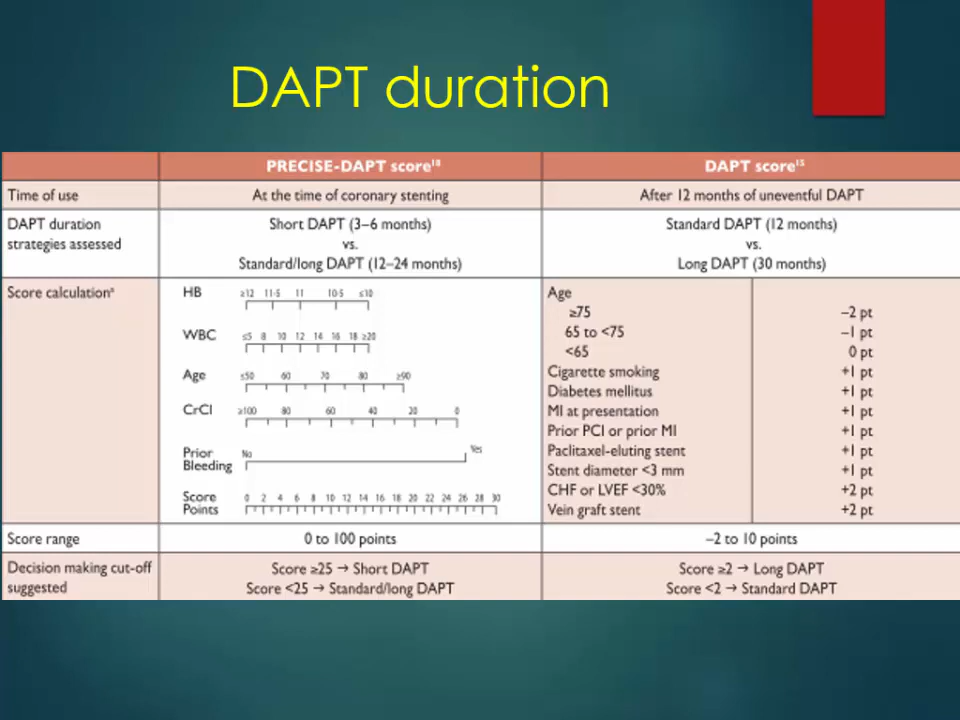 DAPT duration
PRECISE-DAPT score¹⁸ DAPT score¹⁵
Time of use At the time of coronary stenting After 12 months of uneventful DAPT
DAPT duration strategies assessed
Short DAPT (3–6 months)
vs.
Standard/long DAPT (12–24 months)
Standard DAPT (12 months)
vs.
Long DAPT (30 months)
Score calculationᵃ
HB ≥12 11·5 11 10·5 ≤10
WBC ≤5 8 10 12 14 16 18 ≥20
Age ≤50 60 70 80 ≥90
CrCl ≥100 80 60 40 20 0
Prior Bleeding No Yes
Score Points 0 2 4 6 8 10 12 14 16 18 20 22 24 26 28 30
Age
≥75 –2 pt
65 to <75 –1 pt
<65 0 pt
Cigarette smoking +1 pt
Diabetes mellitus +1 pt
MI at presentation +1 pt
Prior PCI or prior MI +1 pt
Paclitaxel-eluting stent +1 pt
Stent diameter <3 mm +1 pt
CHF or LVEF <30% +2 pt
Vein graft stent +2 pt
Score range 0 to 100 points –2 to 10 points
Decision making cut-off suggested
Score ≥25 → Short DAPT
Score <25 → Standard/long DAPT
Score ≥2 → Long DAPT
Score <2 → Standard DAPT